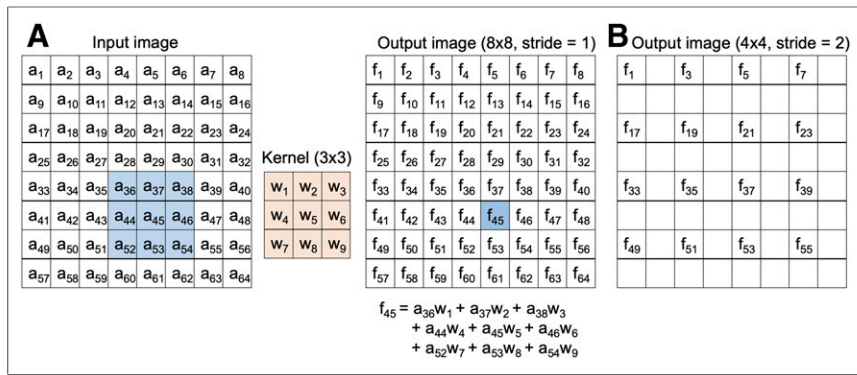 A
Input image
Output image (8x8, stride = 1)
B
Output image (4x4, stride = 2)
a1 a2 a3 a4 a5 a6 a7 a8
a9 a10 a11 a12 a13 a14 a15 a16
a17 a18 a19 a20 a21 a22 a23 a24
a25 a26 a27 a28 a29 a30 a31 a32
a33 a34 a35 a36 a37 a38 a39 a40
a41 a42 a43 a44 a45 a46 a47 a48
a49 a50 a51 a52 a53 a54 a55 a56
a57 a58 a59 a60 a61 a62 a63 a64
Kernel (3x3)
w1 w2 w3
w4 w5 w6
w7 w8 w9
f1 f2 f3 f4 f5 f6 f7 f8
f9 f10 f11 f12 f13 f14 f15 f16
f17 f18 f19 f20 f21 f22 f23 f24
f25 f26 f27 f28 f29 f30 f31 f32
f33 f34 f35 f36 f37 f38 f39 f40
f41 f42 f43 f44 f45 f46 f47 f48
f49 f50 f51 f52 f53 f54 f55 f56
f57 f58 f59 f60 f61 f62 f63 f64
f45 = a36w1 + a37w2 + a38w3
+ a44w4 + a45w5 + a46w6
+ a52w7 + a53w8 + a54w9
f1 f3 f5 f7
f17 f19 f21 f23
f33 f35 f37 f39
f49 f51 f53 f55